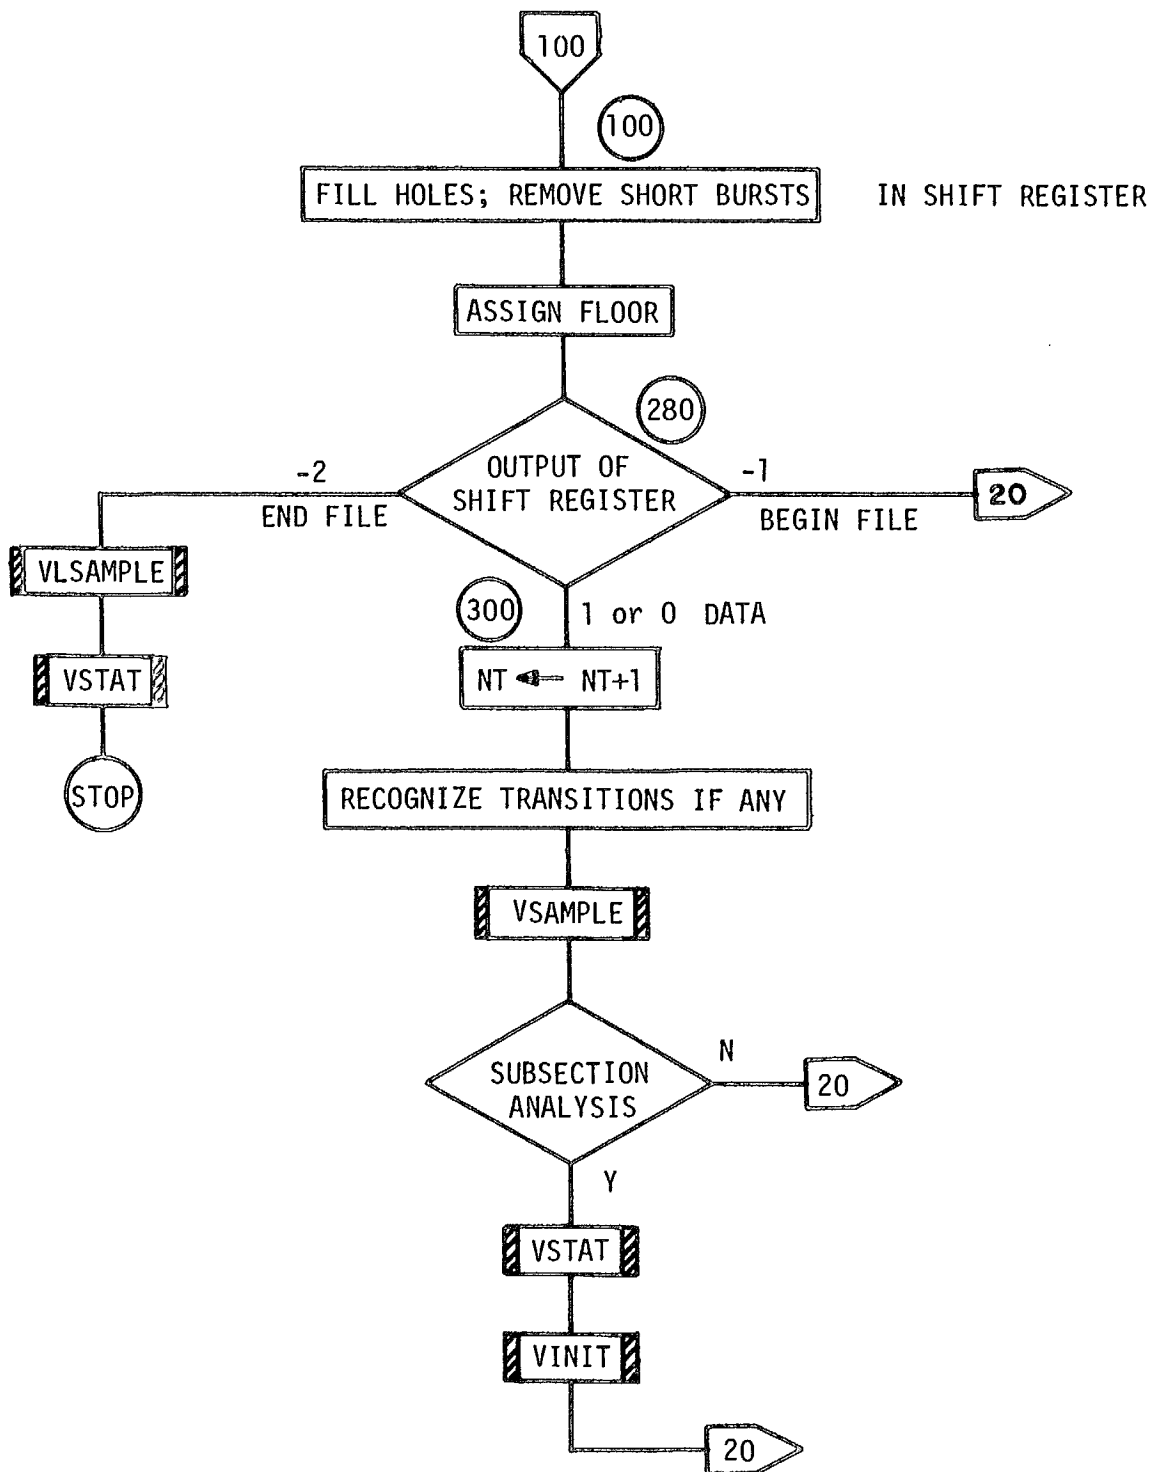 100
100
FILL HOLES; REMOVE SHORT BURSTS
IN SHIFT REGISTER
ASSIGN FLOOR
280
OUTPUT OF
SHIFT REGISTER
-2
END FILE
-1
BEGIN FILE
20
VLSAMPLE
VSTAT
STOP
300
1 or 0 DATA
NT ← NT+1
RECOGNIZE TRANSITIONS IF ANY
VSAMPLE
SUBSECTION
ANALYSIS
N
20
Y
VSTAT
VINIT
20